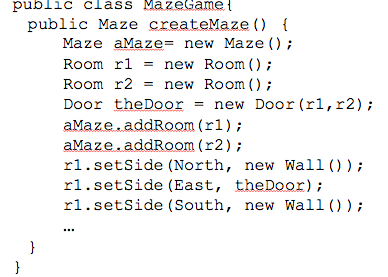 public class MazeGame{
public Maze createMaze() {
Maze aMaze= new Maze();
Room r1 = new Room();
Room r2 = new Room();
Door theDoor = new Door(r1,r2);
aMaze.addRoom(r1);
aMaze.addRoom(r2);
r1.setSide(North, new Wall());
r1.setSide(East, theDoor);
r1.setSide(South, new Wall());
…
}
}